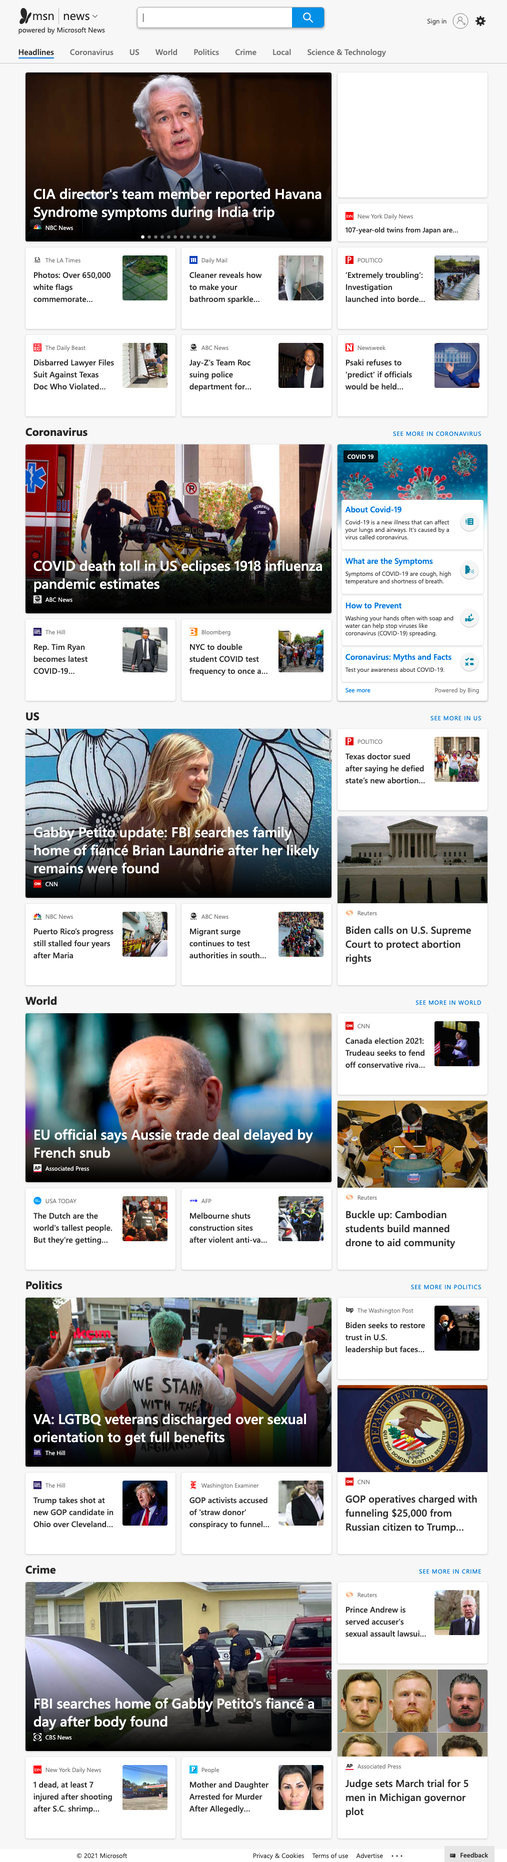 msn news
powered by Microsoft News
Sign in
Headlines Coronavirus US World Politics Crime Local Science & Technology
CIA director's team member reported Havana
Syndrome symptoms during India trip
NBC News
New York Daily News
107-year-old twins from Japan are...
The LA Times
Photos: Over 650,000
white flags
commemorate...
Daily Mail
Cleaner reveals how
to make your
bathroom sparkle...
POLITICO
'Extremely troubling':
Investigation
launched into borde...
The Daily Beast
Disbarred Lawyer Files
Suit Against Texas
Doc Who Violated...
ABC News
Jay-Z's Team Roc
suing police
department for...
Newsweek
Psaki refuses to
'predict' if officials
would be held...
Coronavirus
SEE MORE IN CORONAVIRUS
COVID death toll in US eclipses 1918 influenza
pandemic estimates
ABC News
COVID 19
About Covid-19
Covid-19 is a new illness that can affect
your lungs and airways. It's caused by a
virus called coronavirus.
What are the Symptoms
Symptoms of COVID-19 are cough, high
temperature and shortness of breath.
How to Prevent
Washing your hands often with soap and
water can help stop viruses like
coronavirus (COVID-19) spreading.
Coronavirus: Myths and Facts
Test your awareness about COVID-19.
See more
Powered by Bing
The Hill
Rep. Tim Ryan
becomes latest
COVID-19...
Bloomberg
NYC to double
student COVID test
frequency to once a...
US
SEE MORE IN US
Gabby Petito update: FBI searches family
home of fiancé Brian Laundrie after her likely
remains were found
CNN
POLITICO
Texas doctor sued
after saying he defied
state's new abortion...
Reuters
Biden calls on U.S. Supreme
Court to protect abortion
rights
NBC News
Puerto Rico's progress
still stalled four years
after Maria
ABC News
Migrant surge
continues to test
authorities in south...
World
SEE MORE IN WORLD
EU official says Aussie trade deal delayed by
French snub
Associated Press
CNN
Canada election 2021:
Trudeau seeks to fend
off conservative riva...
Reuters
Buckle up: Cambodian
students build manned
drone to aid community
USA TODAY
The Dutch are the
world's tallest people.
But they're getting...
AFP
Melbourne shuts
construction sites
after violent anti-va...
Politics
SEE MORE IN POLITICS
WE STAND
WITH
VA: LGTBQ veterans discharged over sexual
orientation to get full benefits
The Hill
The Washington Post
Biden seeks to restore
trust in U.S.
leadership but faces...
DEPARTMENT OF JUSTICE
CNN
GOP operatives charged with
funneling $25,000 from
Russian citizen to Trump...
The Hill
Trump takes shot at
new GOP candidate in
Ohio over Cleveland...
Washington Examiner
GOP activists accused
of 'straw donor'
conspiracy to funnel...
Crime
SEE MORE IN CRIME
FBI searches home of Gabby Petito's fiancé a
day after body found
CBS News
Reuters
Prince Andrew is
served accuser's
sexual assault lawsui...
Associated Press
Judge sets March trial for 5
men in Michigan governor
plot
New York Daily News
1 dead, at least 7
injured after shooting
after S.C. shrimp...
People
Mother and Daughter
Arrested for Murder
After Allegedly...
© 2021 Microsoft
Privacy & Cookies Terms of use Advertise ...
Feedback